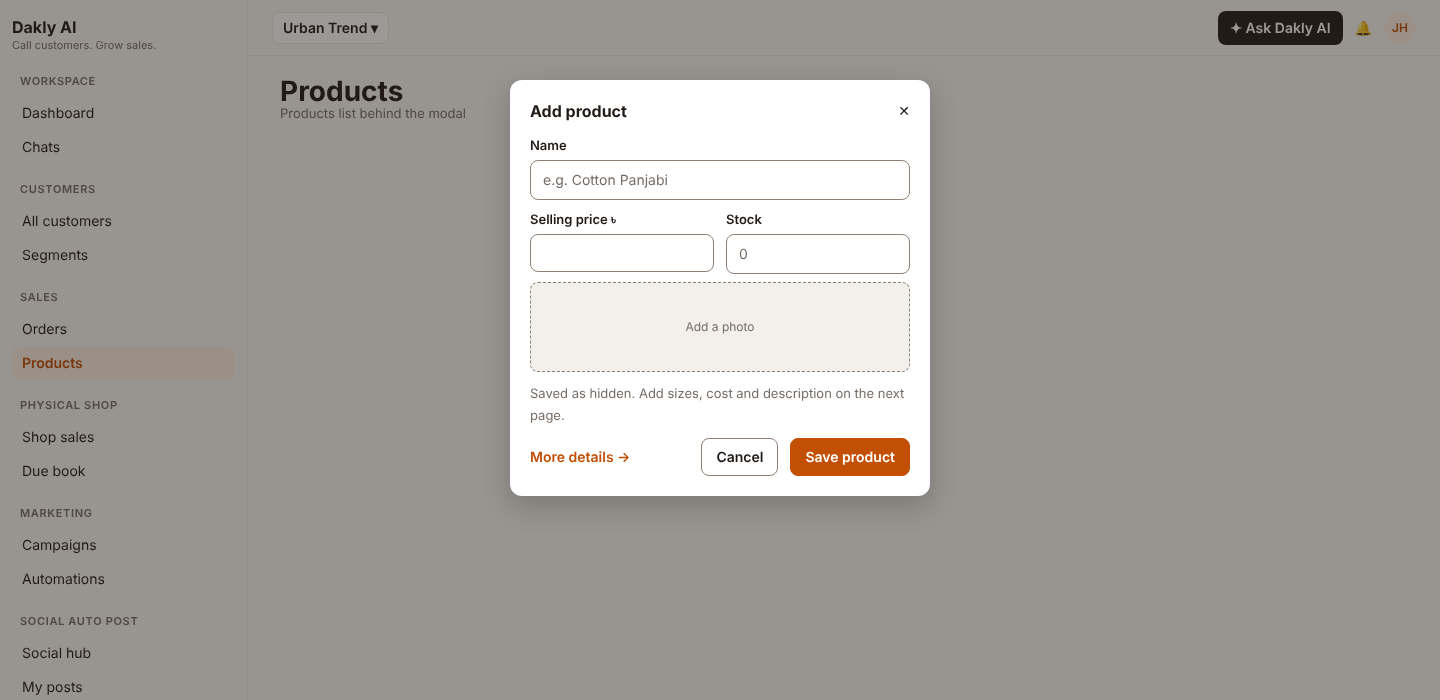 Dakly AI
Call customers. Grow sales.
WORKSPACE
Dashboard
Chats
CUSTOMERS
All customers
Segments
SALES
Orders
Products
PHYSICAL SHOP
Shop sales
Due book
MARKETING
Campaigns
Automations
SOCIAL AUTO POST
Social hub
My posts
Urban Trend ▾
✦ Ask Dakly AI
JH
Products
Products list behind the modal
Add product
✕
Name
e.g. Cotton Panjabi
Selling price ৳
Stock
0
Add a photo
Saved as hidden. Add sizes, cost and description on the next
page.
More details →
Cancel
Save product